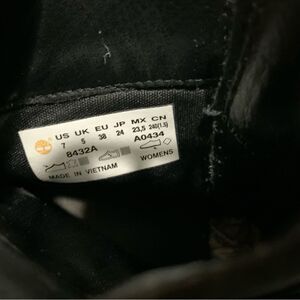 US UK EU JP MX CN
7 5 38 24 23,5 240(1.5)
8432A A0434
WOMENS
MADE IN VIETNAM